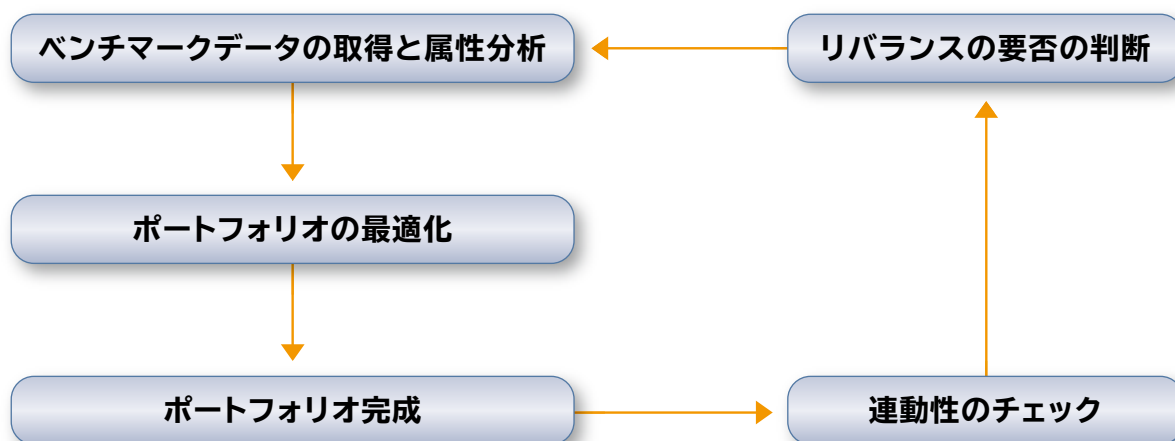 ベンチマークデータの取得と属性分析
リバランスの要否の判断
ポートフォリオの最適化
ポートフォリオ完成
連動性のチェック